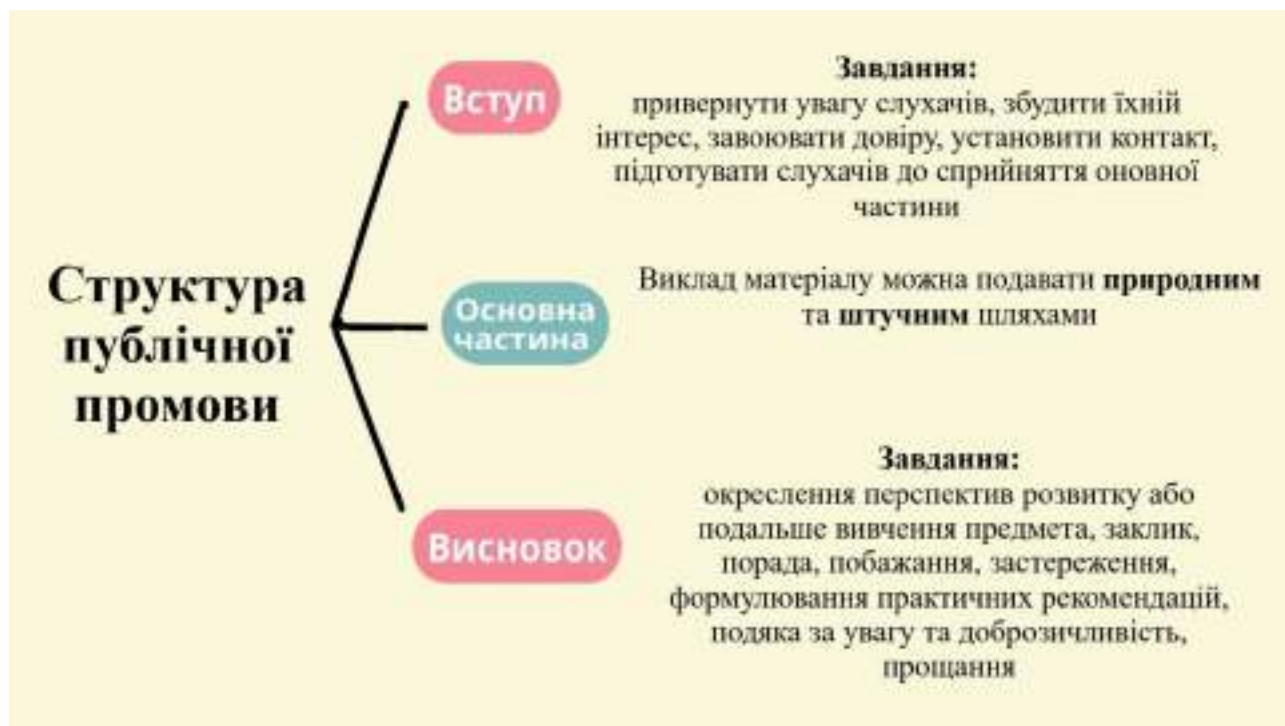 Структура
публічної
промови
Вступ
Завдання:
привернути увагу слухачів, збудити їхній
інтерес, завоювати довіру, установити контакт,
підготувати слухачів до сприйняття оновної
частини
Основна
частина
Виклад матеріалу можна подавати природним
та штучним шляхами
Висновок
Завдання:
окреслення перспектив розвитку або
подальше вивчення предмета, заклик,
порада, побажання, застереження,
формулювання практичних рекомендацій,
подяка за увагу та доброзичливість,
прощання